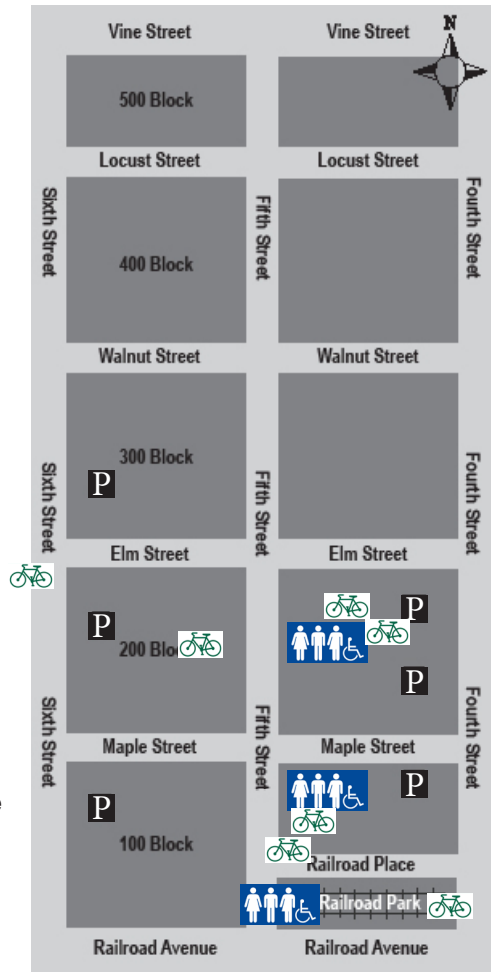 Vine Street Vine Street
N
500 Block
Locust Street Locust Street
Sixth Street Fifth Street Fourth Street
400 Block
Walnut Street Walnut Street
300 Block
P
Sixth Street Fifth Street Fourth Street
Elm Street Elm Street
P
P
200 Blo
P
Sixth Street Fifth Street Fourth Street
Maple Street Maple Street
P
P
e
100 Block
Railroad Place
Railroad Park
Railroad Avenue Railroad Avenue